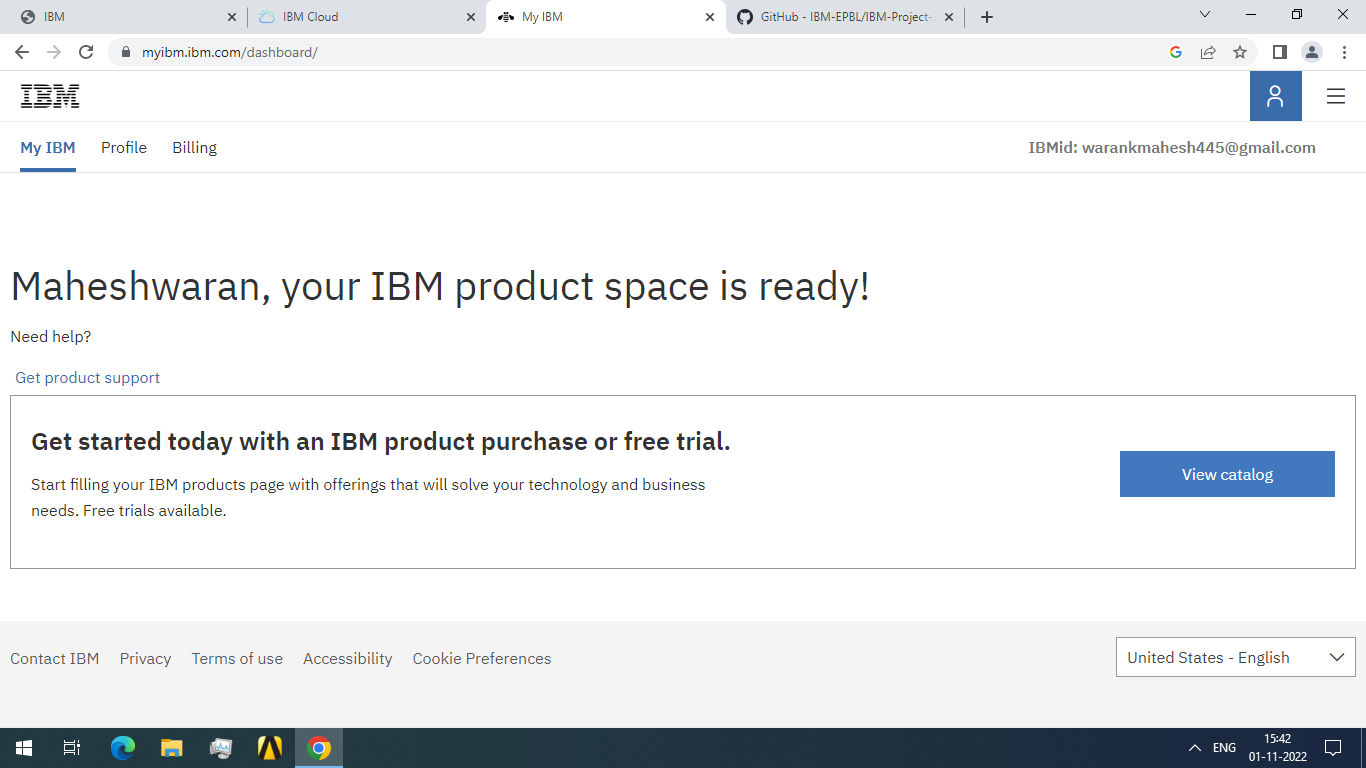 IBM
IBM Cloud
My IBM
GitHub - IBM-EPBL/IBM-Project-
myibm.ibm.com/dashboard/
IBM
My IBM
Profile
Billing
IBMid: warankmahesh445@gmail.com
Maheshwaran, your IBM product space is ready!
Need help?
Get product support
Get started today with an IBM product purchase or free trial.
Start filling your IBM products page with offerings that will solve your technology and business
needs. Free trials available.
View catalog
Contact IBM
Privacy
Terms of use
Accessibility
Cookie Preferences
United States - English
ENG
15:42
01-11-2022